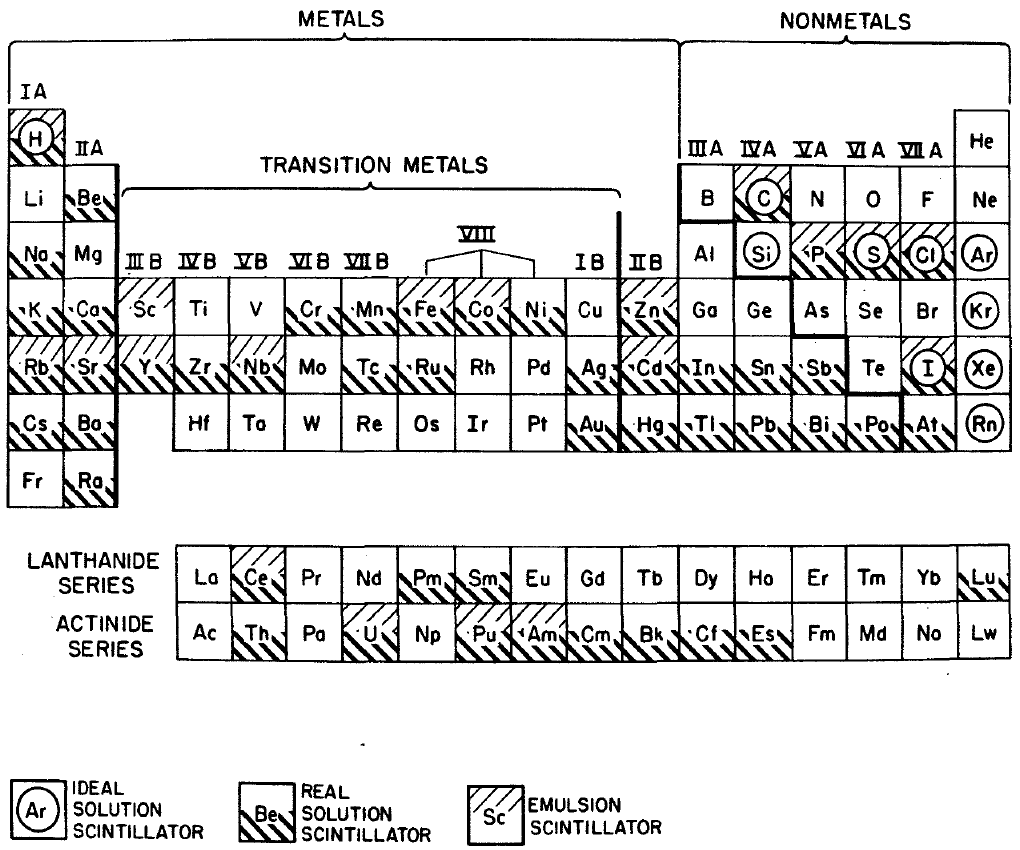 METALS NONMETALS
IA
H He
IIA TRANSITION METALS IIIA IVA VA VIA VIIA
Li Be B C N O F Ne
Na Mg IIIB IVB VB VIB VIIB VIII IB IIB Al Si P S Cl Ar
K Ca Sc Ti V Cr Mn Fe Co Ni Cu Zn Ga Ge As Se Br Kr
Rb Sr Y Zr Nb Mo Tc Ru Rh Pd Ag Cd In Sn Sb Te I Xe
Cs Ba Hf Ta W Re Os Ir Pt Au Hg Tl Pb Bi Po At Rn
Fr Ra
LANTHANIDE
SERIES
La Ce Pr Nd Pm Sm Eu Gd Tb Dy Ho Er Tm Yb Lu
ACTINIDE
SERIES
Ac Th Pa U Np Pu Am Cm Bk Cf Es Fm Md No Lw
Ar IDEAL
SOLUTION
SCINTILLATOR
Be REAL
SOLUTION
SCINTILLATOR
Sc EMULSION
SCINTILLATOR